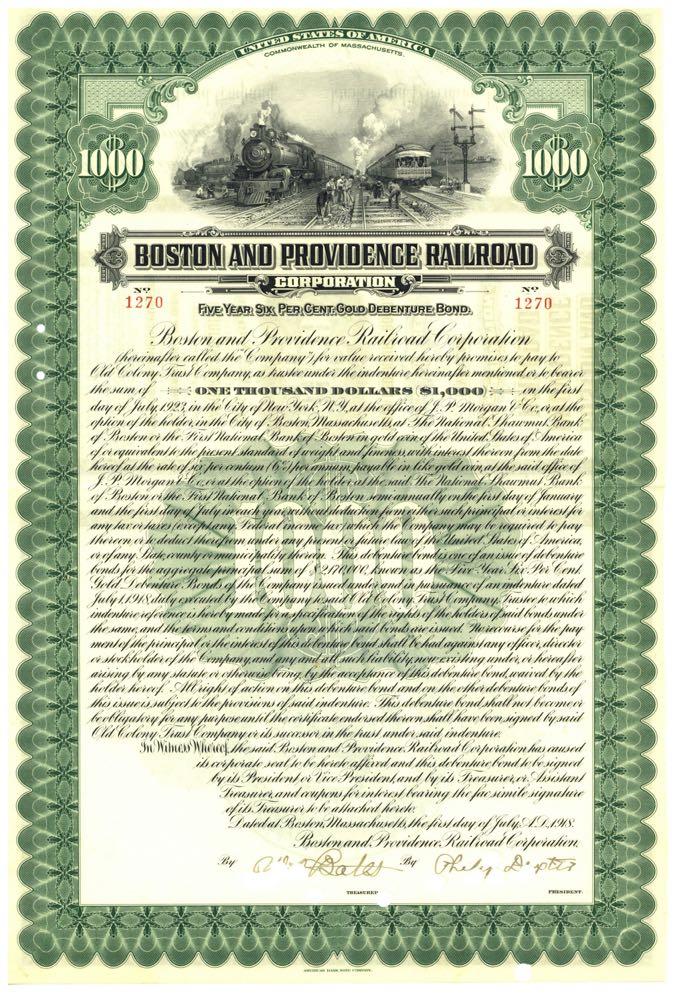 UNITED STATES OF AMERICA
COMMONWEALTH OF MASSACHUSETTS.
1000 1000
BOSTON AND PROVIDENCE RAILROAD
CORPORATION
No 1270 No 1270
FIVE YEAR SIX PER CENT. GOLD DEBENTURE BOND.
Boston and Providence Railroad Corporation
(hereinafter called the "Company") for value received hereby promises to pay to
Old Colony Trust Company, as trustee under the indenture hereinafter mentioned or to bearer
the sum of ONE THOUSAND DOLLARS ($1,000) on the first
day of July 1923, in the City of New York, N.Y., at the office of J. P. Morgan & Co., or at the
option of the holder, in the City of Boston, Massachusetts, at The National Shawmut Bank
of Boston or the First National Bank of Boston in gold coin of the United States of America
of or equivalent to the present standard of weight and fineness, with interest thereon from the date
hereof at the rate of six per centum (6%) per annum, payable in like gold coin, at the said office of
J. P. Morgan & Co., or at the option of the holder, at the said The National Shawmut Bank
of Boston, or the First National Bank of Boston semi-annually on the first day of January
and the first day of July in each year, without deduction from either such principal or interest for
any tax or taxes (except any Federal income tax) which the Company may be required to pay
thereon or deduct therefrom under any present or future law of the United States of America,
or of any State, county or municipality therein. This debenture bond is one of an issue of debenture
bonds for the aggregate principal sum of $2,170,000, known as the Five Year Six Per Cent.
Gold Debenture Bonds of the Company issued under and in pursuance of an indenture dated
July 1, 1918, duly executed by the Company to said Old Colony Trust Company, Trustee, to which
indenture reference is hereby made for a specification of the rights of the holders of said bonds under
the same, and the terms and conditions upon which said bonds are issued. No recourse for the pay
ment of the principal or the interest of this debenture bond shall be had against any officer, director
or stockholder of the Company, and any and all such liability, now existing under, or hereafter
arising by any statute or otherwise being, by the acceptance of this debenture bond, waived by the
holder hereof. All right of action on this debenture bond and on the other debenture bonds of
this issue is subject to the provisions of said indenture. This debenture bond shall not become or
be obligatory for any purpose until the certificate endorsed thereon shall have been signed by said
Old Colony Trust Company or its successor in the trust under said indenture.
In Witness Whereof, the said Boston and Providence Railroad Corporation has caused
its corporate seal to be hereto affixed and this debenture bond to be signed
by its President or Vice President, and by its Treasurer, or Assistant
Treasurer, and coupons for interest bearing the facsimile signature
of its Treasurer to be attached hereto.
Dated at Boston, Massachusetts, the first day of July, A.D. 1918.
Boston and Providence Railroad Corporation,
By By
TREASURER PRESIDENT.
AMERICAN BANK NOTE COMPANY.